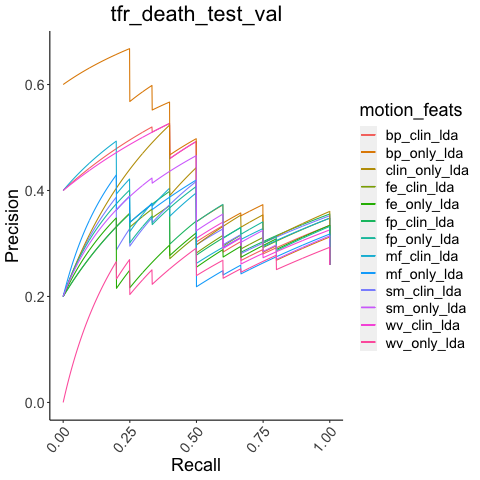 tfr_death_test_val
Precision
0.6
0.4
0.2
0.0
0.00
0.25
0.50
0.75
1.00
Recall
motion_feats
bp_clin_lda
bp_only_lda
clin_only_lda
fe_clin_lda
fe_only_lda
fp_clin_lda
fp_only_lda
mf_clin_lda
mf_only_lda
sm_clin_lda
sm_only_lda
wv_clin_lda
wv_only_lda